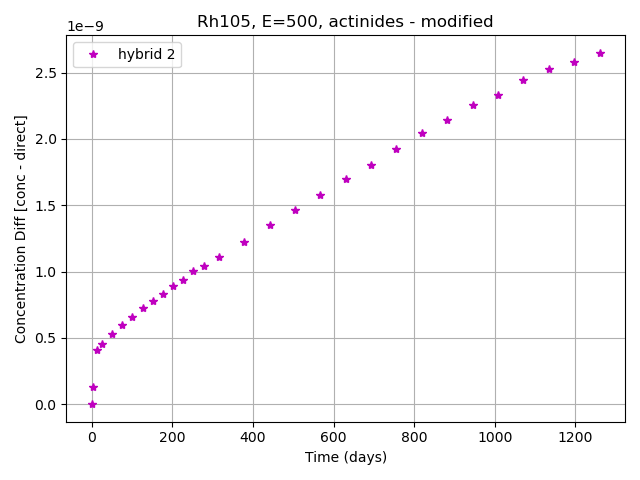 Rh105, E=500, actinides - modified
1e−9
hybrid 2
2.5
2.0
1.5
1.0
0.5
0.0
Concentration Diff [conc - direct]
0 200 400 600 800 1000 1200
Time (days)